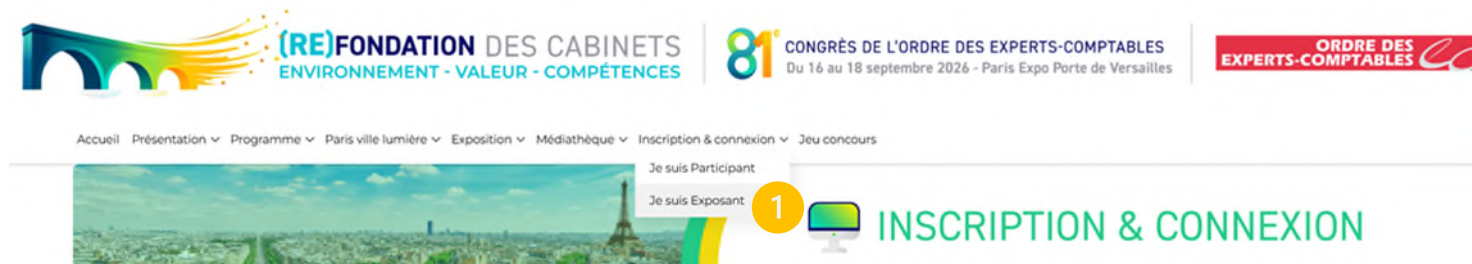 (RE)FONDATION DES CABINETS
ENVIRONNEMENT - VALEUR - COMPÉTENCES
81e CONGRÈS DE L'ORDRE DES EXPERTS-COMPTABLES
Du 16 au 18 septembre 2026 - Paris Expo Porte de Versailles
ORDRE DES
EXPERTS-COMPTABLES
Accueil Présentation Programme Paris ville lumière Exposition Médiathèque Inscription & connexion Jeu concours
Je suis Participant
Je suis Exposant 1
INSCRIPTION & CONNEXION